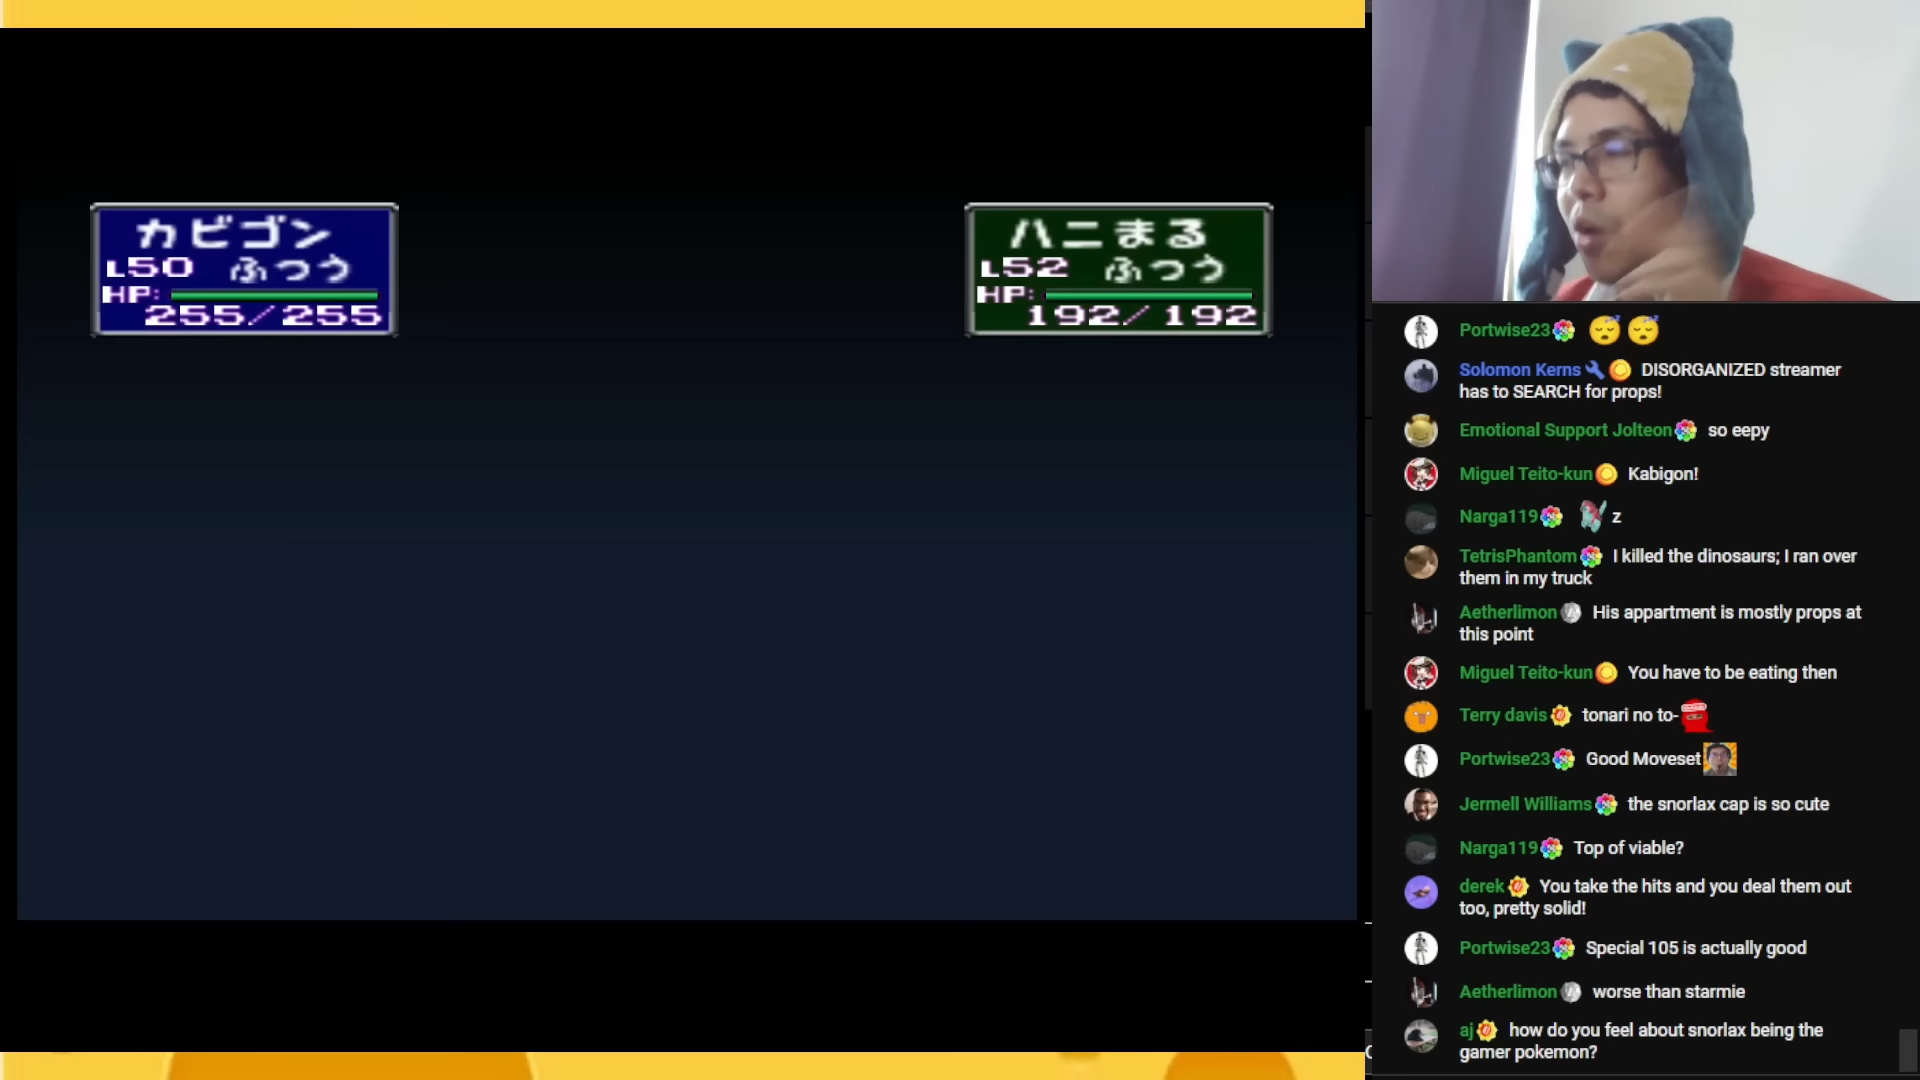 カビゴン
L50 ふつう
HP:
255/255
ハニまる
L52 ふつう
HP:
192/192
Portwise23
Solomon Kerns DISORGANIZED streamer
has to SEARCH for props!
Emotional Support Jolteon so eepy
Miguel Teito-kun Kabigon!
Narga119 z
TetrisPhantom I killed the dinosaurs; I ran over
them in my truck
Aetherlimon His appartment is mostly props at
this point
Miguel Teito-kun You have to be eating then
Terry davis tonari no to-
Portwise23 Good Moveset
Jermell Williams the snorlax cap is so cute
Narga119 Top of viable?
derek You take the hits and you deal them out
too, pretty solid!
Portwise23 Special 105 is actually good
Aetherlimon worse than starmie
aj how do you feel about snorlax being the
gamer pokemon?